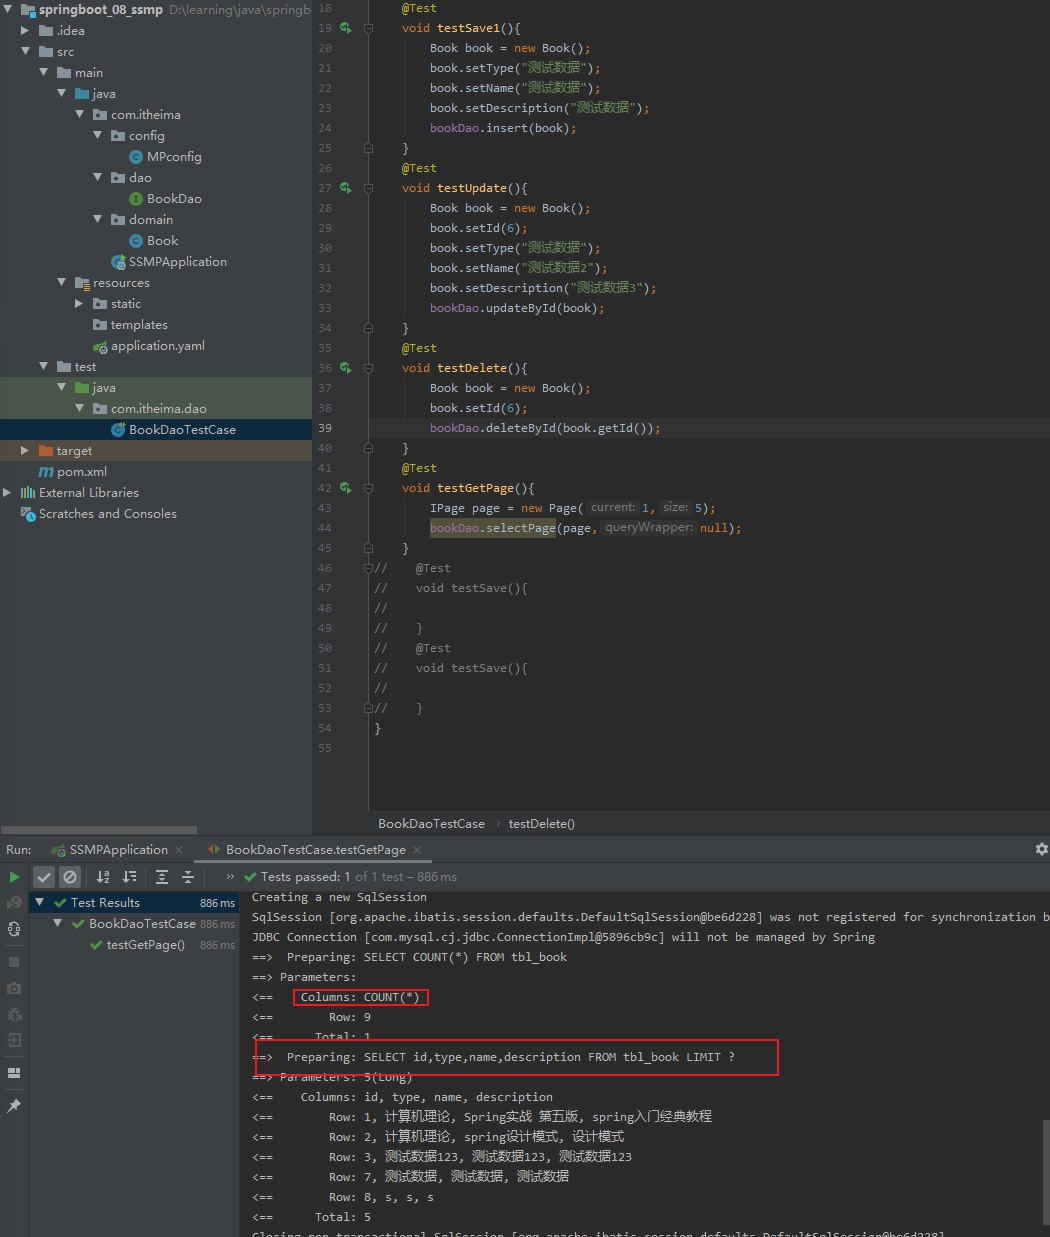 springboot_08_ssmp D:\learning\java\springb
.idea
src
main
java
com.itheima
config
MPconfig
dao
BookDao
domain
Book
SSMPApplication
resources
static
templates
application.yaml
test
java
com.itheima.dao
BookDaoTestCase
target
pom.xml
External Libraries
Scratches and Consoles
18 @Test
19 void testSave1(){
20 Book book = new Book();
21 book.setType("测试数据");
22 book.setName("测试数据");
23 book.setDescription("测试数据");
24 bookDao.insert(book);
25 }
26 @Test
27 void testUpdate(){
28 Book book = new Book();
29 book.setId(6);
30 book.setType("测试数据");
31 book.setName("测试数据2");
32 book.setDescription("测试数据3");
33 bookDao.updateById(book);
34 }
35 @Test
36 void testDelete(){
37 Book book = new Book();
38 book.setId(6);
39 bookDao.deleteById(book.getId());
40 }
41 @Test
42 void testGetPage(){
43 IPage page = new Page( current: 1, size: 5);
44 bookDao.selectPage(page, queryWrapper: null);
45 }
46 // @Test
47 // void testSave(){
48 //
49 // }
50 // @Test
51 // void testSave(){
52 //
53 // }
54 }
55
BookDaoTestCase › testDelete()
Run: SSMPApplication × BookDaoTestCase.testGetPage ×
›› Tests passed: 1 of 1 test – 886 ms
Test Results 886 ms
BookDaoTestCase 886 ms
testGetPage() 886 ms
Creating a new SqlSession
SqlSession [org.apache.ibatis.session.defaults.DefaultSqlSession@be6d228] was not registered for synchronization b
JDBC Connection [com.mysql.cj.jdbc.ConnectionImpl@5896cb9c] will not be managed by Spring
==> Preparing: SELECT COUNT(*) FROM tbl_book
==> Parameters:
<== Columns: COUNT(*)
<== Row: 9
<== Total: 1
==> Preparing: SELECT id,type,name,description FROM tbl_book LIMIT ?
==> Parameters: 5(Long)
<== Columns: id, type, name, description
<== Row: 1, 计算机理论, Spring实战 第五版, spring入门经典教程
<== Row: 2, 计算机理论, spring设计模式, 设计模式
<== Row: 3, 测试数据123, 测试数据123, 测试数据123
<== Row: 7, 测试数据, 测试数据, 测试数据
<== Row: 8, s, s, s
<== Total: 5
Closing non transactional SqlSession [org.apache.ibatis.session.defaults.DefaultSqlSession@be6d228]